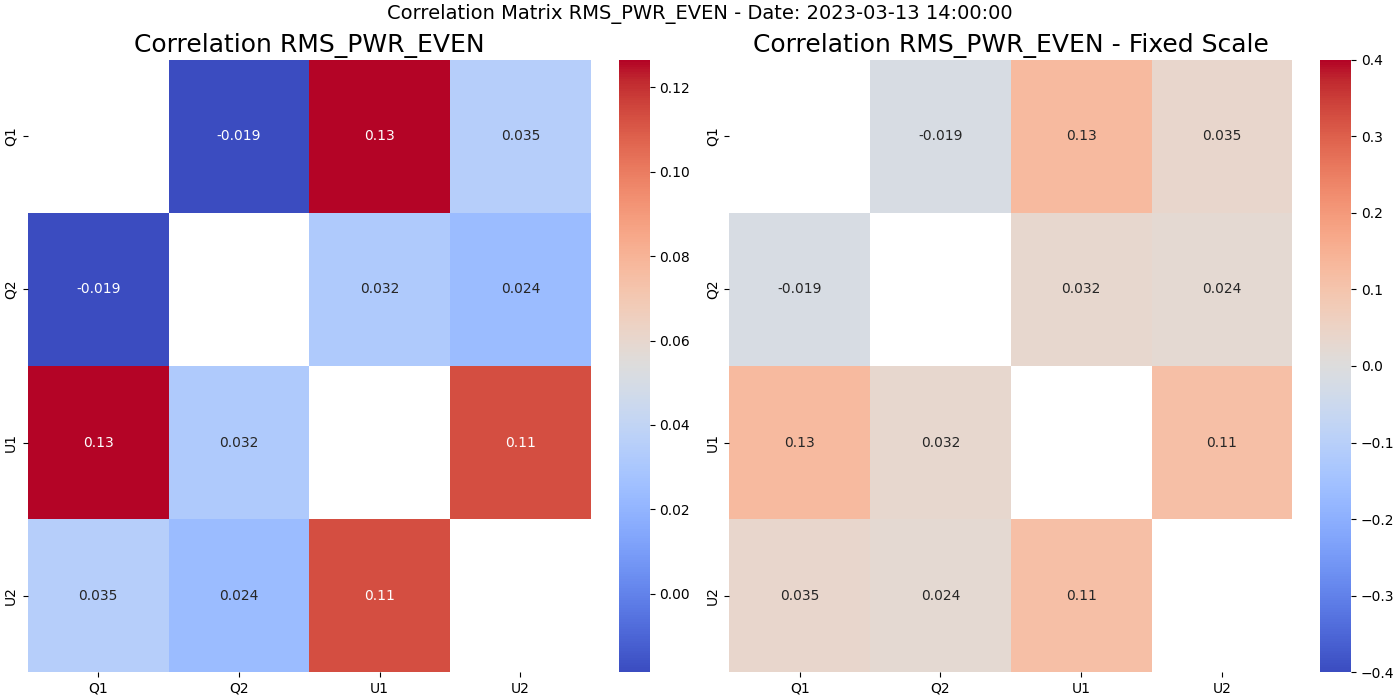 Correlation Matrix RMS_PWR_EVEN - Date: 2023-03-13 14:00:00
Correlation RMS_PWR_EVEN
Q1
-0.019
0.13
0.035
Q2
-0.019
0.032
0.024
U1
0.13
0.032
0.11
U2
0.035
0.024
0.11
Q1
Q2
U1
U2
0.12
0.10
0.08
0.06
0.04
0.02
0.00
Correlation RMS_PWR_EVEN - Fixed Scale
Q1
-0.019
0.13
0.035
Q2
-0.019
0.032
0.024
U1
0.13
0.032
0.11
U2
0.035
0.024
0.11
Q1
Q2
U1
U2
0.4
0.3
0.2
0.1
0.0
−0.1
−0.2
−0.3
−0.4